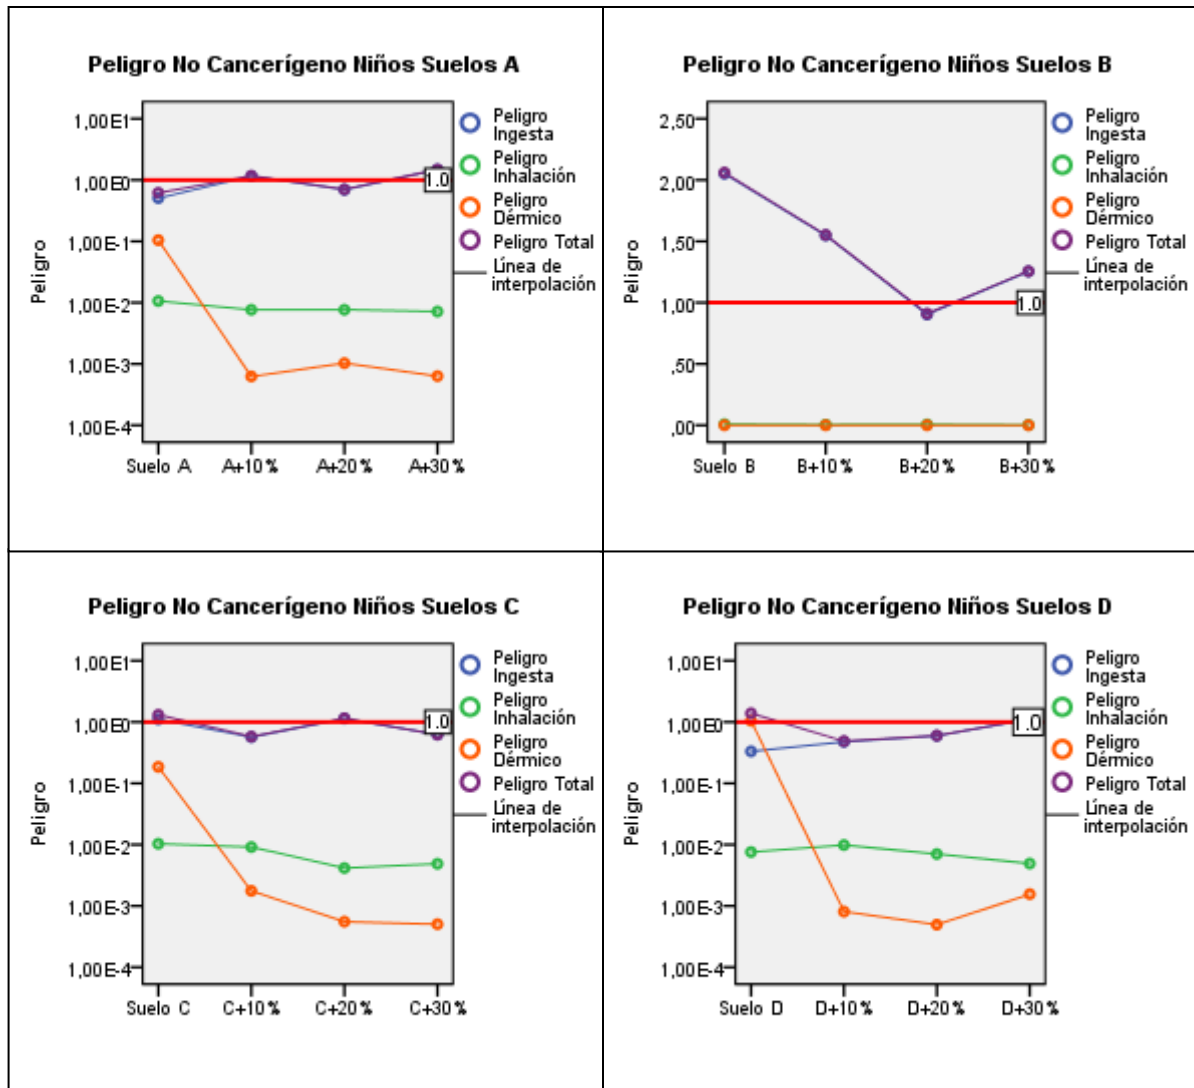 Peligro No Cancerígeno Niños Suelos A
1,00E1
1,00E0
1,00E-1
1,00E-2
1,00E-3
1,00E-4
Peligro
Suelo A
A+10%
A+20%
A+30%
1.0
Peligro
Ingesta
Peligro
Inhalación
Peligro
Dérmico
Peligro Total
Línea de
interpolación
Peligro No Cancerígeno Niños Suelos B
2,50
2,00
1,50
1,00
,50
,00
Peligro
Suelo B
B+10%
B+20%
B+30%
1.0
Peligro
Ingesta
Peligro
Inhalación
Peligro
Dérmico
Peligro Total
Línea de
interpolación
Peligro No Cancerígeno Niños Suelos C
1,00E1
1,00E0
1,00E-1
1,00E-2
1,00E-3
1,00E-4
Peligro
Suelo C
C+10%
C+20%
C+30%
1.0
Peligro
Ingesta
Peligro
Inhalación
Peligro
Dérmico
Peligro Total
Línea de
interpolación
Peligro No Cancerígeno Niños Suelos D
1,00E1
1,00E0
1,00E-1
1,00E-2
1,00E-3
1,00E-4
Peligro
Suelo D
D+10%
D+20%
D+30%
1.0
Peligro
Ingesta
Peligro
Inhalación
Peligro
Dérmico
Peligro Total
Línea de
interpolación